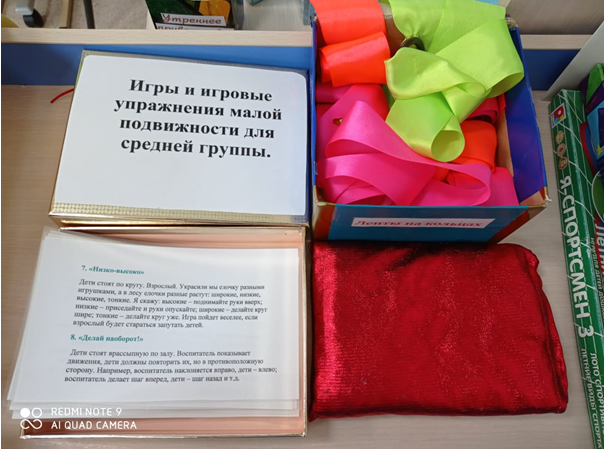 Утреннее
Игры и игровые
упражнения малой
подвижности для
средней группы.
Ленты на кольцах
7. «Низко-высоко»
Дети стоят по кругу. Взрослый. Украсили мы елочку разными
игрушками, а в лесу елочки разные растут: широкие, низкие,
высокие, тонкие. Я скажу: высокие – поднимайте руки вверх;
низкие – приседайте и руки опускайте; широкие – делайте круг
шире; тонкие – делайте круг уже. Игра пойдет веселее, если
взрослый будет стараться запутать детей.
8. «Делай наоборот!»
Дети стоят врассыпную по залу. Воспитатель показывает
движения, дети должны повторить их, но в противоположную
сторону. Например, воспитатель наклоняется вправо, дети – влево;
воспитатель делает шаг вперед, дети – шаг назад и т.п.
Я СПОРТСМЕН 3
ЛОТО
REDMI NOTE 9
AI QUAD CAMERA